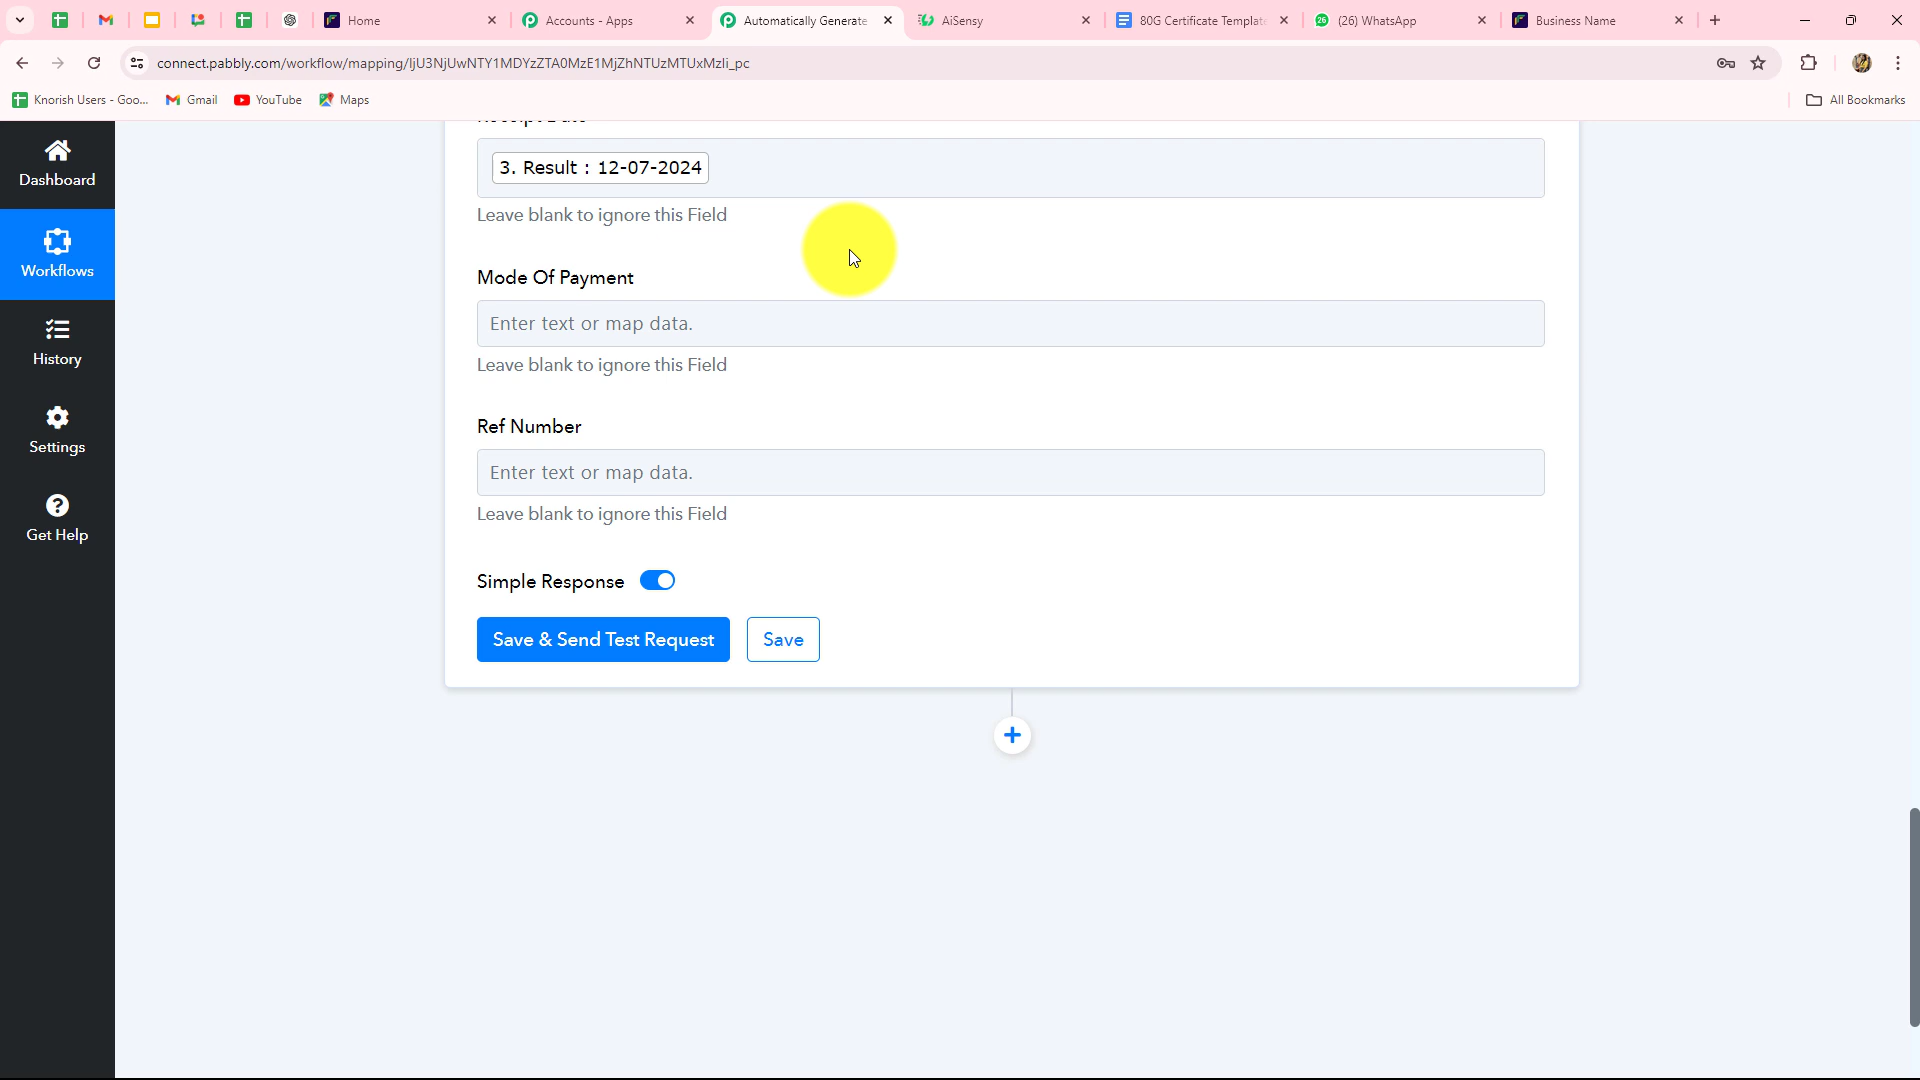 Home
Accounts - Apps
Automatically Generate
AiSensy
80G Certificate Templat
26
(26) WhatsApp
Business Name
connect.pabbly.com/workflow/mapping/IjU3NjUwNTY1MDYzZTA0MzE1MjZhNTUzMTUxMzIi_pc
Knorish Users - Goo...
Gmail
YouTube
Maps
All Bookmarks
Dashboard
Workflows
History
Settings
Get Help
3. Result : 12-07-2024
Leave blank to ignore this Field
Mode Of Payment
Enter text or map data.
Leave blank to ignore this Field
Ref Number
Enter text or map data.
Leave blank to ignore this Field
Simple Response
Save & Send Test Request
Save